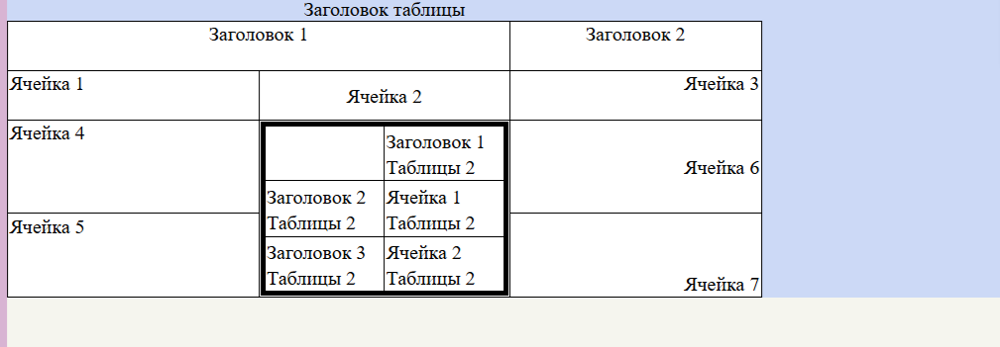 Заголовок таблицы
Заголовок 1
Заголовок 2
Ячейка 1
Ячейка 2
Ячейка 3
Ячейка 4
Заголовок 1
Таблицы 2
Ячейка 6
Заголовок 2
Таблицы 2
Ячейка 1
Таблицы 2
Ячейка 5
Заголовок 3
Таблицы 2
Ячейка 2
Таблицы 2
Ячейка 7